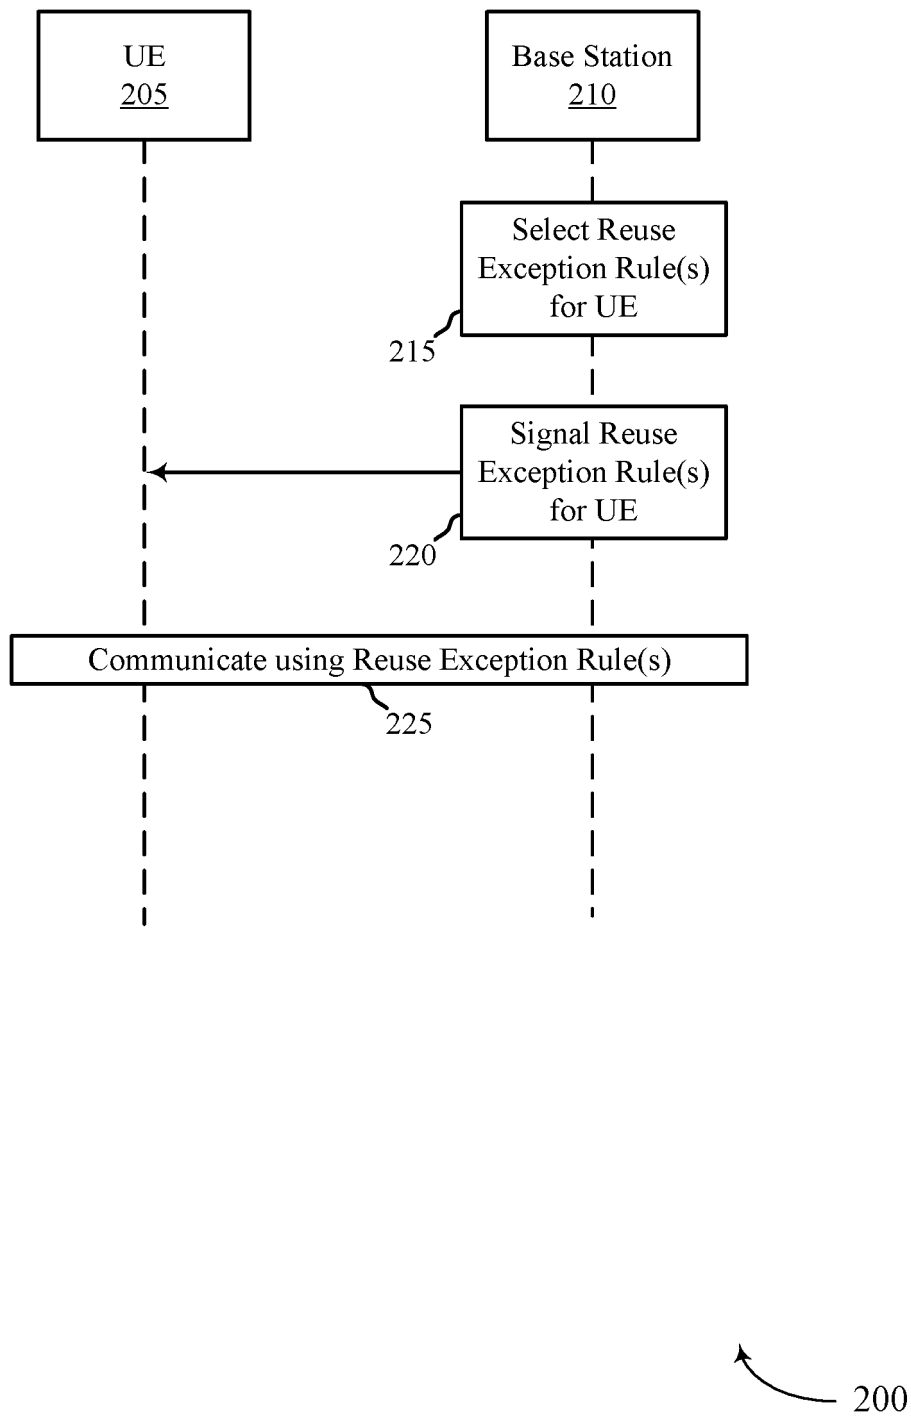 UE
205
Base Station
210
Select Reuse
Exception Rule(s)
for UE
215
Signal Reuse
Exception Rule(s)
for UE
220
Communicate using Reuse Exception Rule(s)
225
200